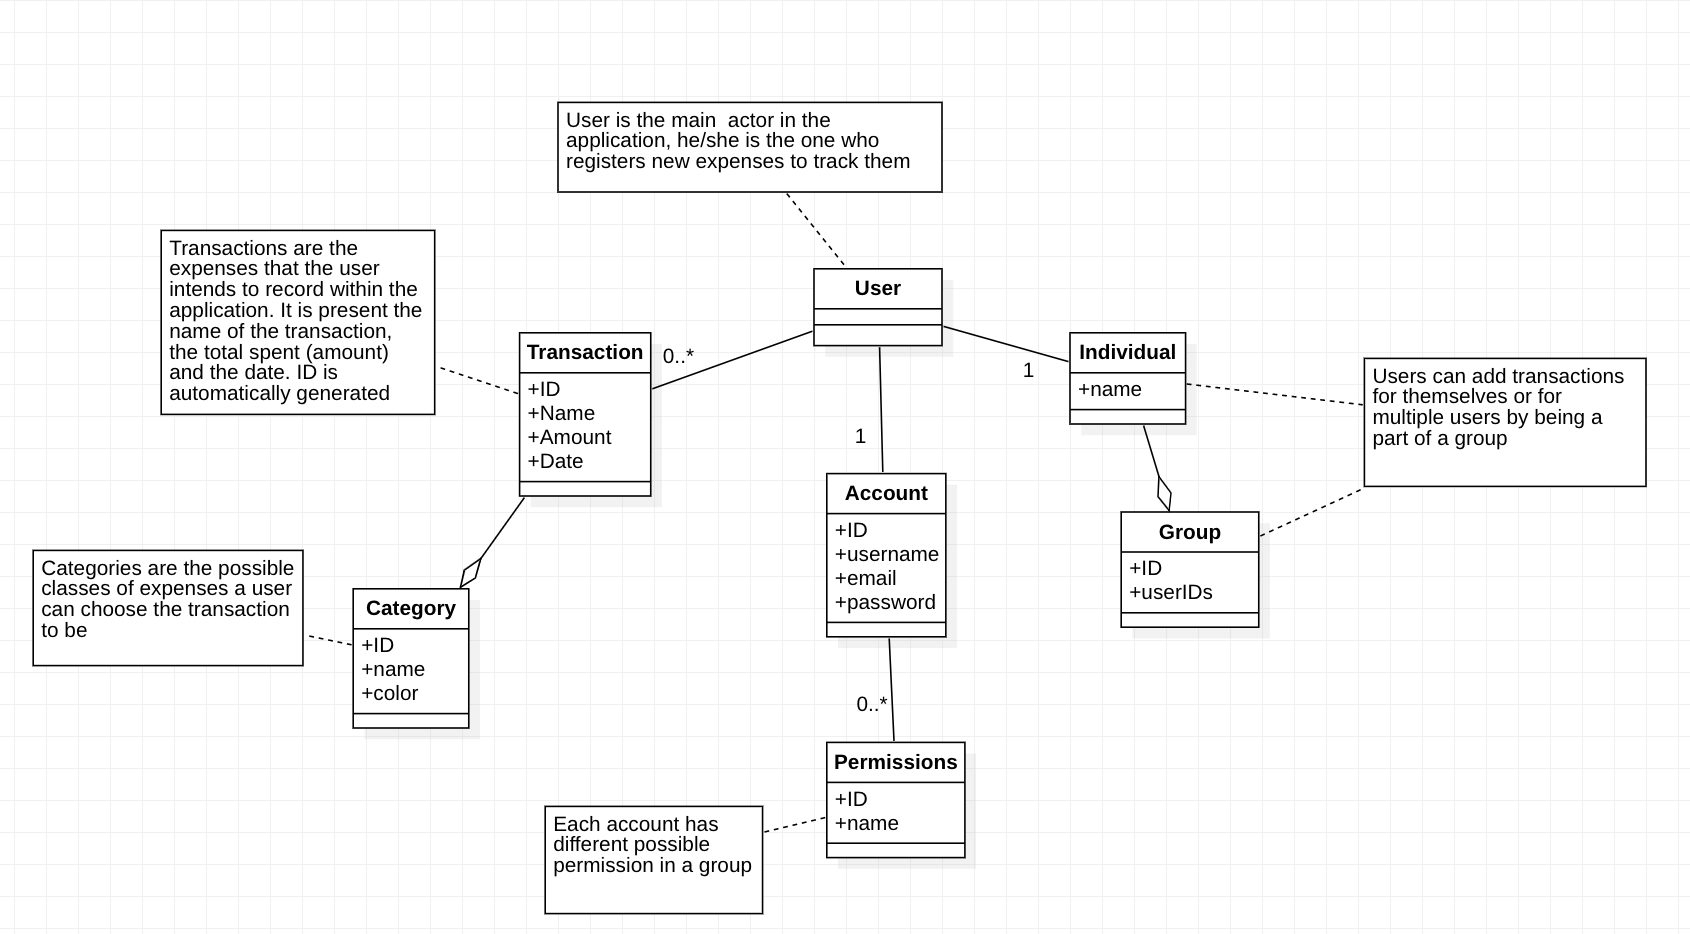 User is the main  actor in the
application, he/she is the one who
registers new expenses to track them
Transactions are the
expenses that the user
intends to record within the
application. It is present the
name of the transaction,
the total spent (amount)
and the date. ID is
automatically generated
User
Transaction
+ID
+Name
+Amount
+Date
0..*
1
Individual
+name
Users can add transactions
for themselves or for
multiple users by being a
part of a group
1
Account
+ID
+username
+email
+password
Group
+ID
+userIDs
Categories are the possible
classes of expenses a user
can choose the transaction
to be
Category
+ID
+name
+color
0..*
Permissions
+ID
+name
Each account has
different possible
permission in a group